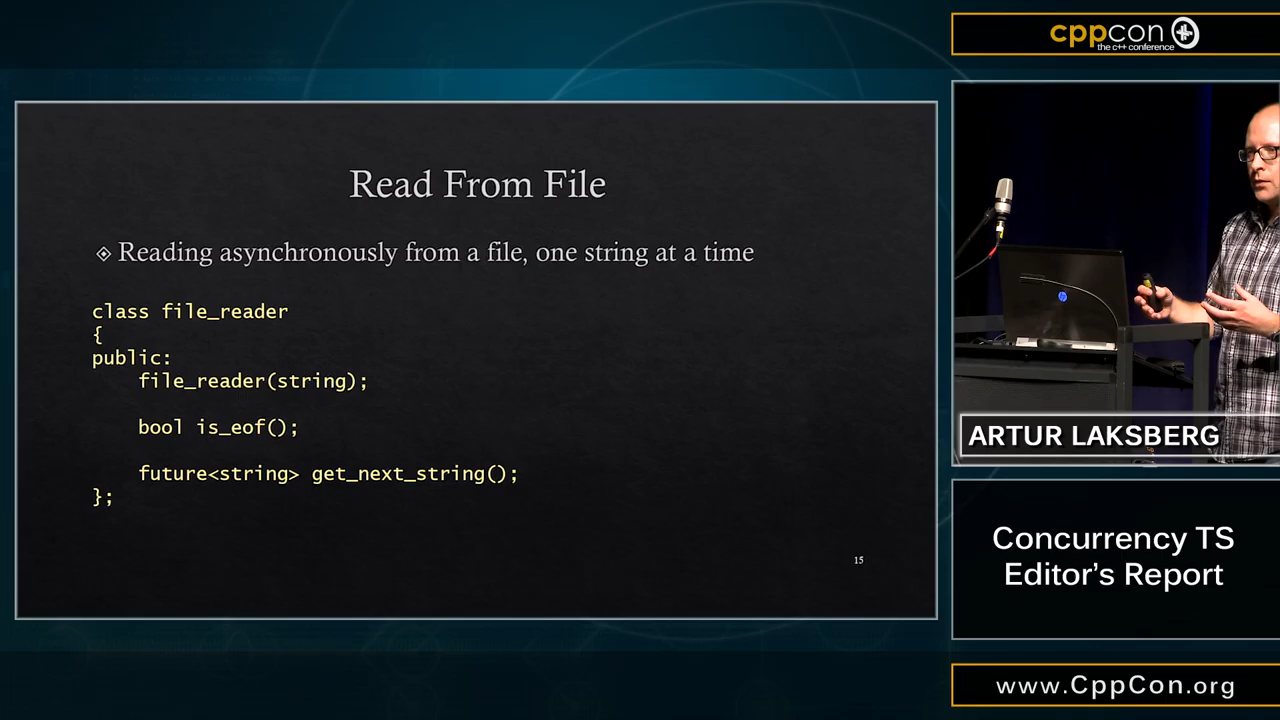 cppcon
the c++ conference
Read From File
Reading asynchronously from a file, one string at a time
class file_reader
{
public:
    file_reader(string);
    bool is_eof();
    future<string> get_next_string();
};
15
ARTUR LAKSBERG
Concurrency TS
Editor's Report
www.CppCon.org